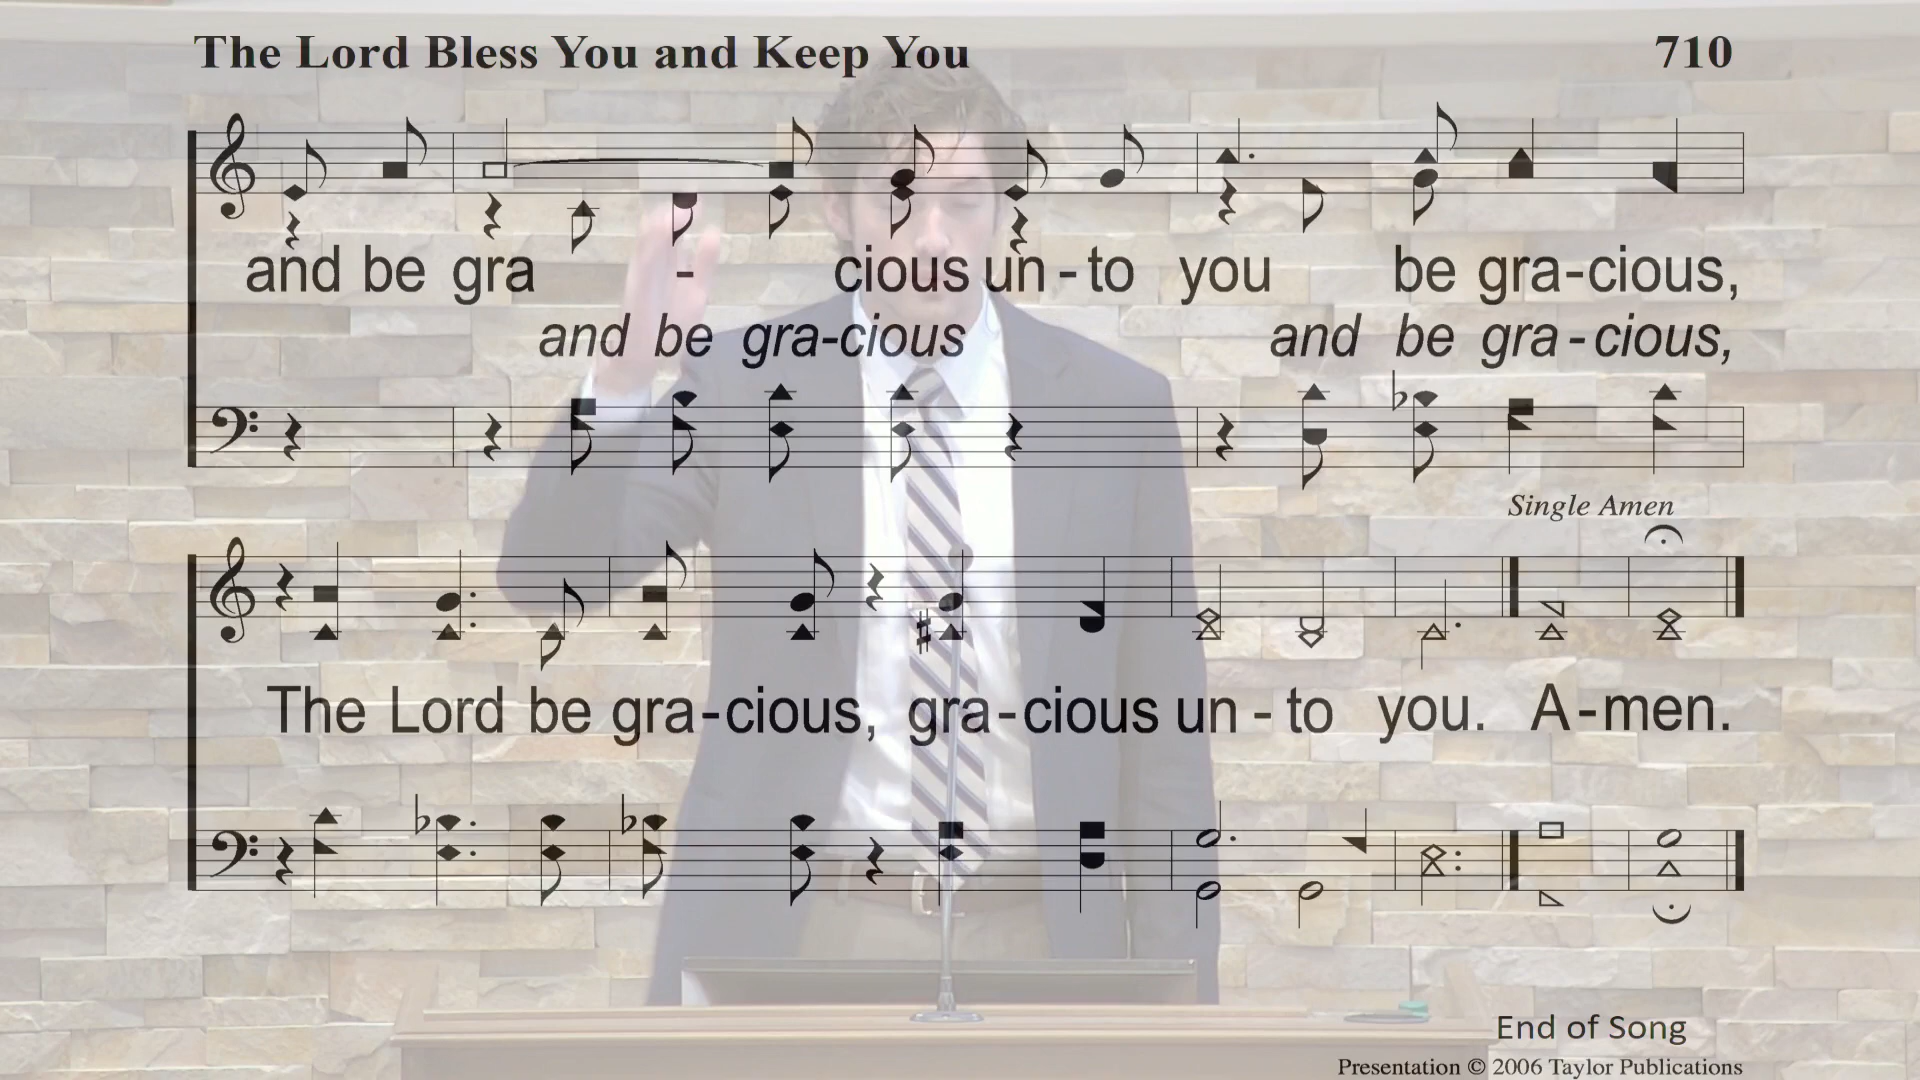 The Lord Bless You and Keep You 710
and be gra - cious un - to you be gra - cious,
and be gra - cious and be gra - cious,
Single Amen
The Lord be gra - cious, gra - cious un - to you. A - men.
End of Song
Presentation © 2006 Taylor Publications